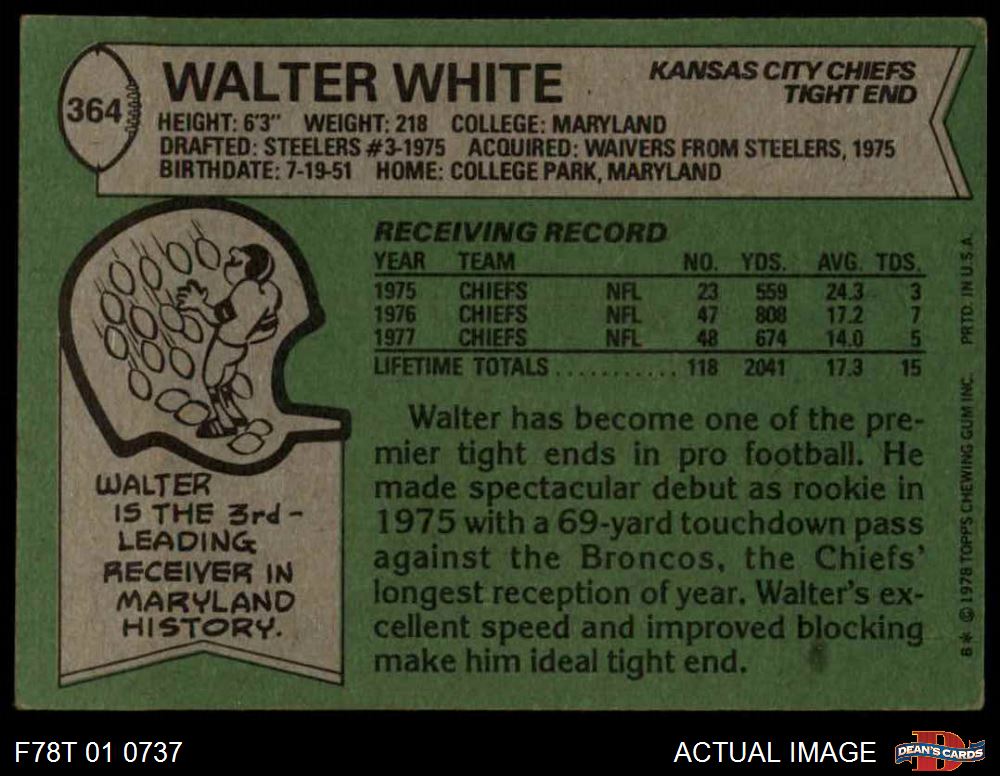 364
WALTER WHITE
KANSAS CITY CHIEFS
TIGHT END
HEIGHT: 6'3" WEIGHT: 218 COLLEGE: MARYLAND
DRAFTED: STEELERS #3-1975 ACQUIRED: WAIVERS FROM STEELERS, 1975
BIRTHDATE: 7-19-51 HOME: COLLEGE PARK, MARYLAND
RECEIVING RECORD
YEAR TEAM NO. YDS. AVG. TDS.
1975 CHIEFS NFL 23 559 24.3 3
1976 CHIEFS NFL 47 808 17.2 7
1977 CHIEFS NFL 48 674 14.0 5
LIFETIME TOTALS ........... 118 2041 17.3 15
WALTER
IS THE 3rd-
LEADING
RECEIVER IN
MARYLAND
HISTORY.
Walter has become one of the pre-
mier tight ends in pro football. He
made spectacular debut as rookie in
1975 with a 69-yard touchdown pass
against the Broncos, the Chiefs'
longest reception of year. Walter's ex-
cellent speed and improved blocking
make him ideal tight end.
8* © 1978 TOPPS CHEWING GUM INC. PRTD. IN U.S.A.
F78T 01 0737
ACTUAL IMAGE
D
DEAN'S CARDS